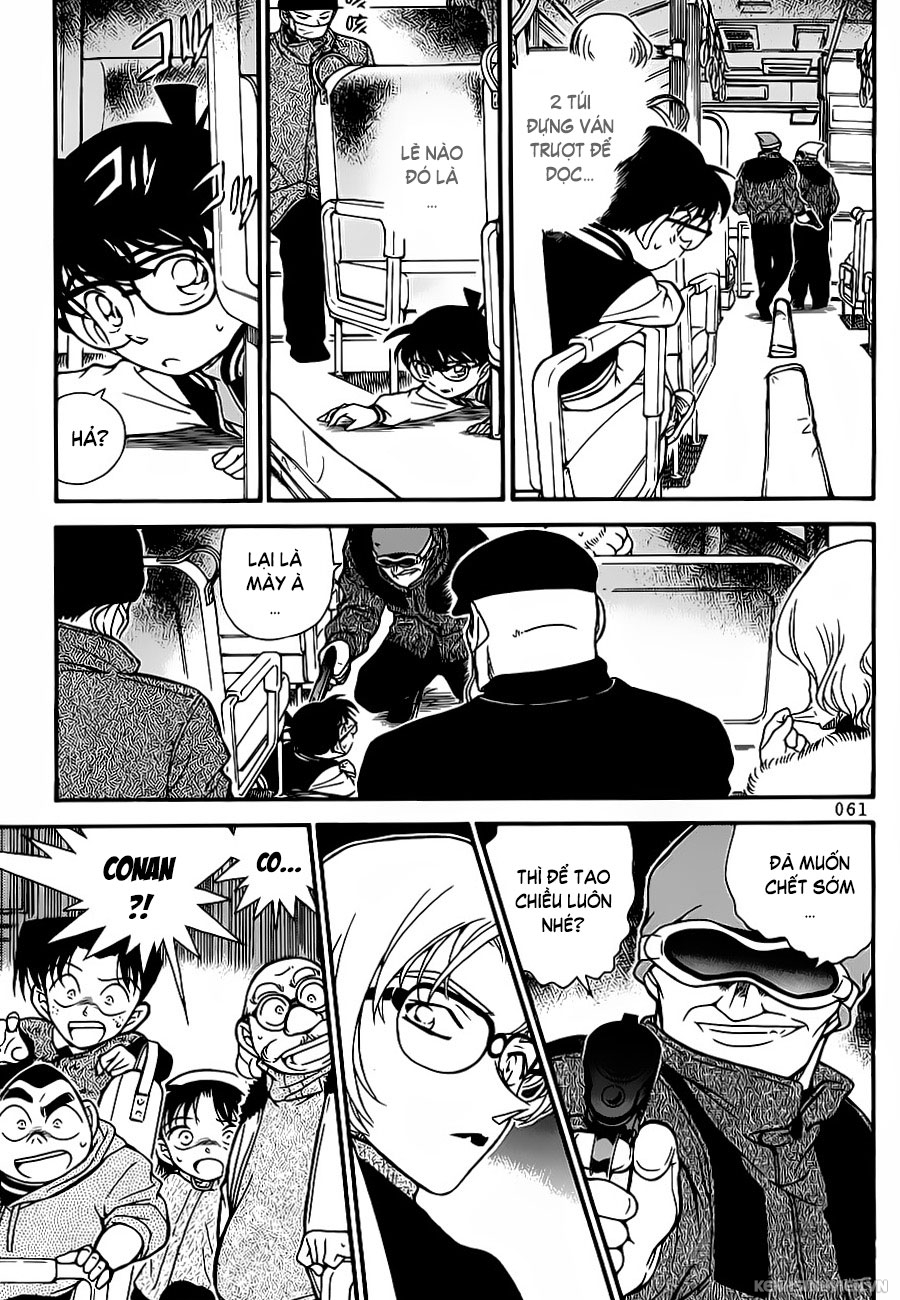 2 TÚI
ĐỰNG VÁN
TRƯỢT ĐỂ
DỌC...
LẼ NÀO
ĐÓ LÀ
...
HẢ?
LẠI LÀ
MÀY À
...
061
ĐÃ MUỐN
CHẾT SỚM
...
THÌ ĐỂ TAO
CHIỀU LUÔN
NHÉ?
CO...
CONAN
?!